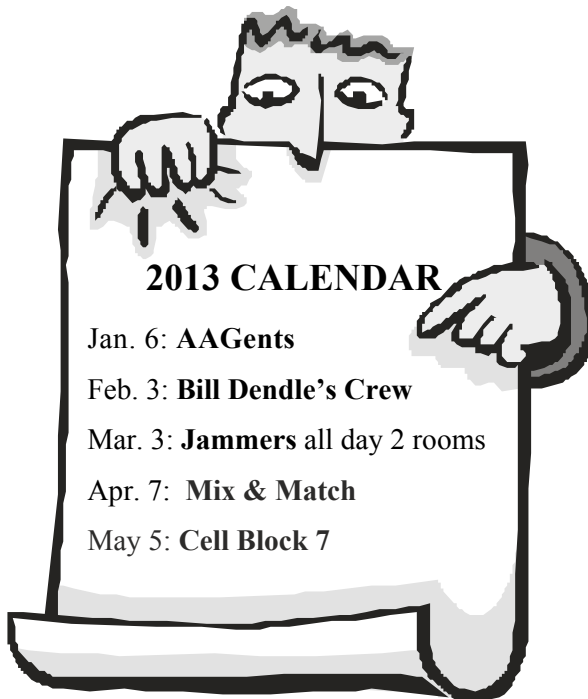 2013 CALENDAR
Jan. 6: AAGents
Feb. 3: Bill Dendle’s Crew
Mar. 3: Jammers all day 2 rooms
Apr. 7: Mix & Match
May 5: Cell Block 7